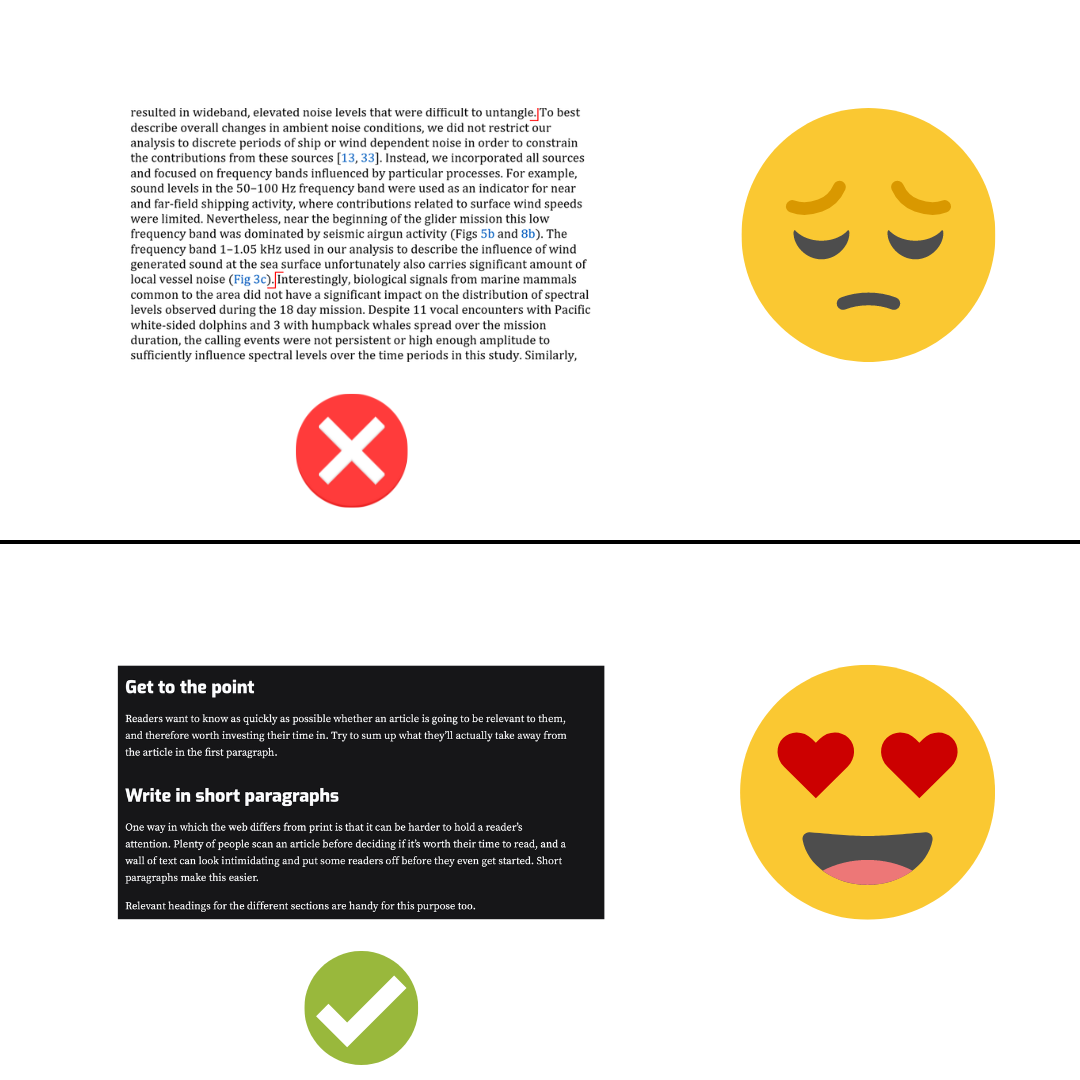 resulted in wideband, elevated noise levels that were difficult to untangle. To best
describe overall changes in ambient noise conditions, we did not restrict our
analysis to discrete periods of ship or wind dependent noise in order to constrain
the contributions from these sources [13, 33]. Instead, we incorporated all sources
and focused on frequency bands influenced by particular processes. For example,
sound levels in the 50–100 Hz frequency band were used as an indicator for near
and far-field shipping activity, where contributions related to surface wind speeds
were limited. Nevertheless, near the beginning of the glider mission this low
frequency band was dominated by seismic airgun activity (Figs 5b and 8b). The
frequency band 1–1.05 kHz used in our analysis to describe the influence of wind
generated sound at the sea surface unfortunately also carries significant amount of
local vessel noise (Fig 3c). Interestingly, biological signals from marine mammals
common to the area did not have a significant impact on the distribution of spectral
levels observed during the 18 day mission. Despite 11 vocal encounters with Pacific
white-sided dolphins and 3 with humpback whales spread over the mission
duration, the calling events were not persistent or high enough amplitude to
sufficiently influence spectral levels over the time periods in this study. Similarly,
Get to the point
Readers want to know as quickly as possible whether an article is going to be relevant to them,
and therefore worth investing their time in. Try to sum up what they'll actually take away from
the article in the first paragraph.
Write in short paragraphs
One way in which the web differs from print is that it can be harder to hold a reader's
attention. Plenty of people scan an article before deciding if it's worth their time to read, and a
wall of text can look intimidating and put some readers off before they even get started. Short
paragraphs make this easier.
Relevant headings for the different sections are handy for this purpose too.